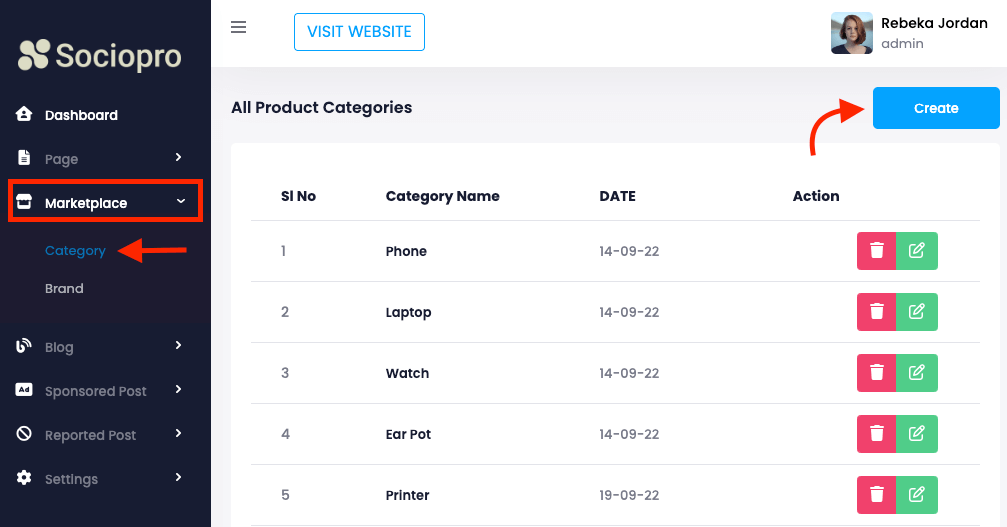 Sociopro
VISIT WEBSITE
Rebeka Jordan
admin
Dashboard
Page
Marketplace
Category
Brand
Blog
Ad Sponsored Post
Reported Post
Settings
All Product Categories
Create
Sl No Category Name DATE Action
1 Phone 14-09-22
2 Laptop 14-09-22
3 Watch 14-09-22
4 Ear Pot 14-09-22
5 Printer 19-09-22